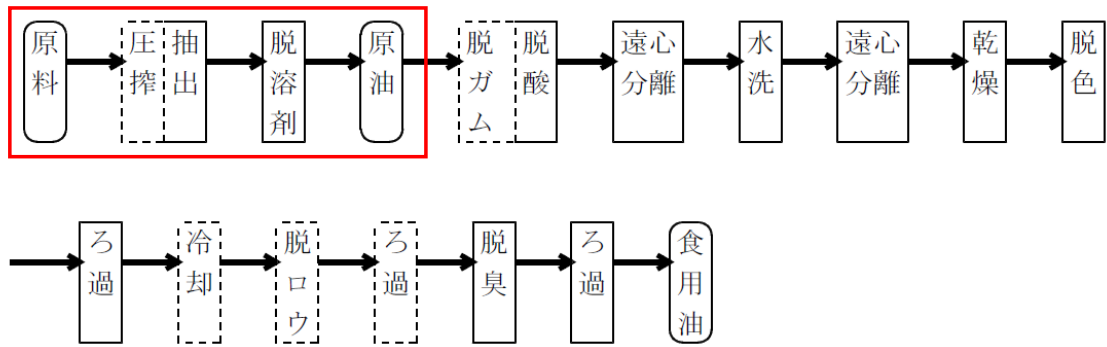 原料
圧搾
抽出
脱溶剤
原油
脱ガム
脱酸
遠心分離
水洗
遠心分離
乾燥
脱色
ろ過
冷却
脱ロウ
ろ過
脱臭
ろ過
食用油